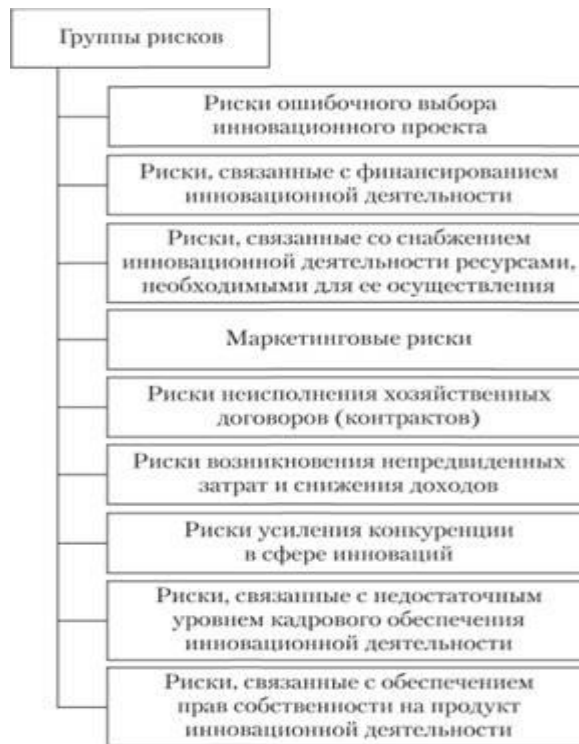 Группы рисков
Риски ошибочного выбора
инновационного проекта
Риски, связанные с финансированием
инновационной деятельности
Риски, связанные со снабжением
инновационной деятельности ресурсами,
необходимыми для ее осуществления
Маркетинговые риски
Риски неисполнения хозяйственных
договоров (контрактов)
Риски возникновения непредвиденных
затрат и снижения доходов
Риски усиления конкуренции
в сфере инноваций
Риски, связанные с недостаточным
уровнем кадрового обеспечения
инновационной деятельности
Риски, связанные с обеспечением
прав собственности на продукт
инновационной деятельности